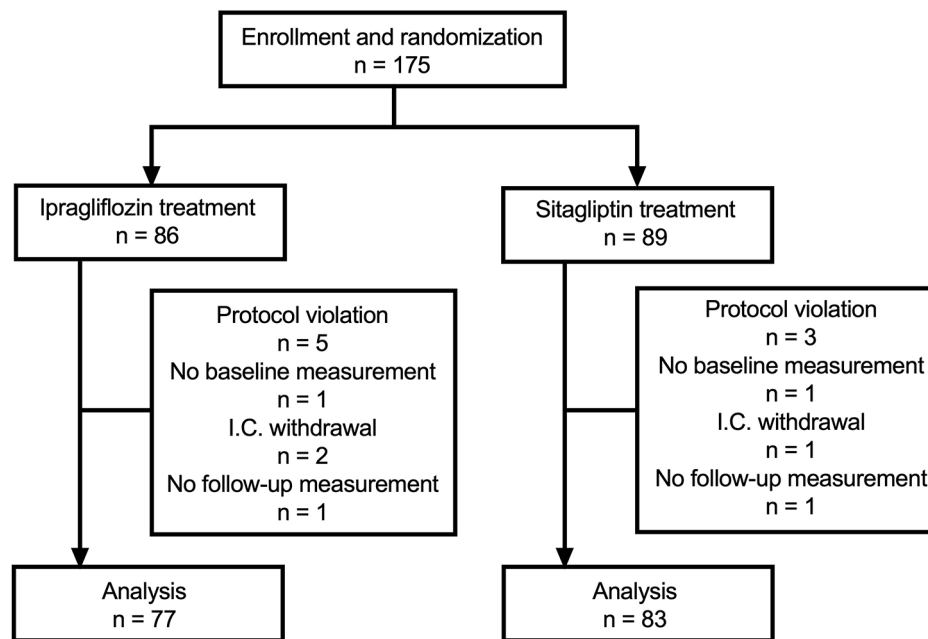 Enrollment and randomization
n = 175
Ipragliflozin treatment
n = 86
Sitagliptin treatment
n = 89
Protocol violation
n = 5
No baseline measurement
n = 1
I.C. withdrawal
n = 2
No follow-up measurement
n = 1
Protocol violation
n = 3
No baseline measurement
n = 1
I.C. withdrawal
n = 1
No follow-up measurement
n = 1
Analysis
n = 77
Analysis
n = 83